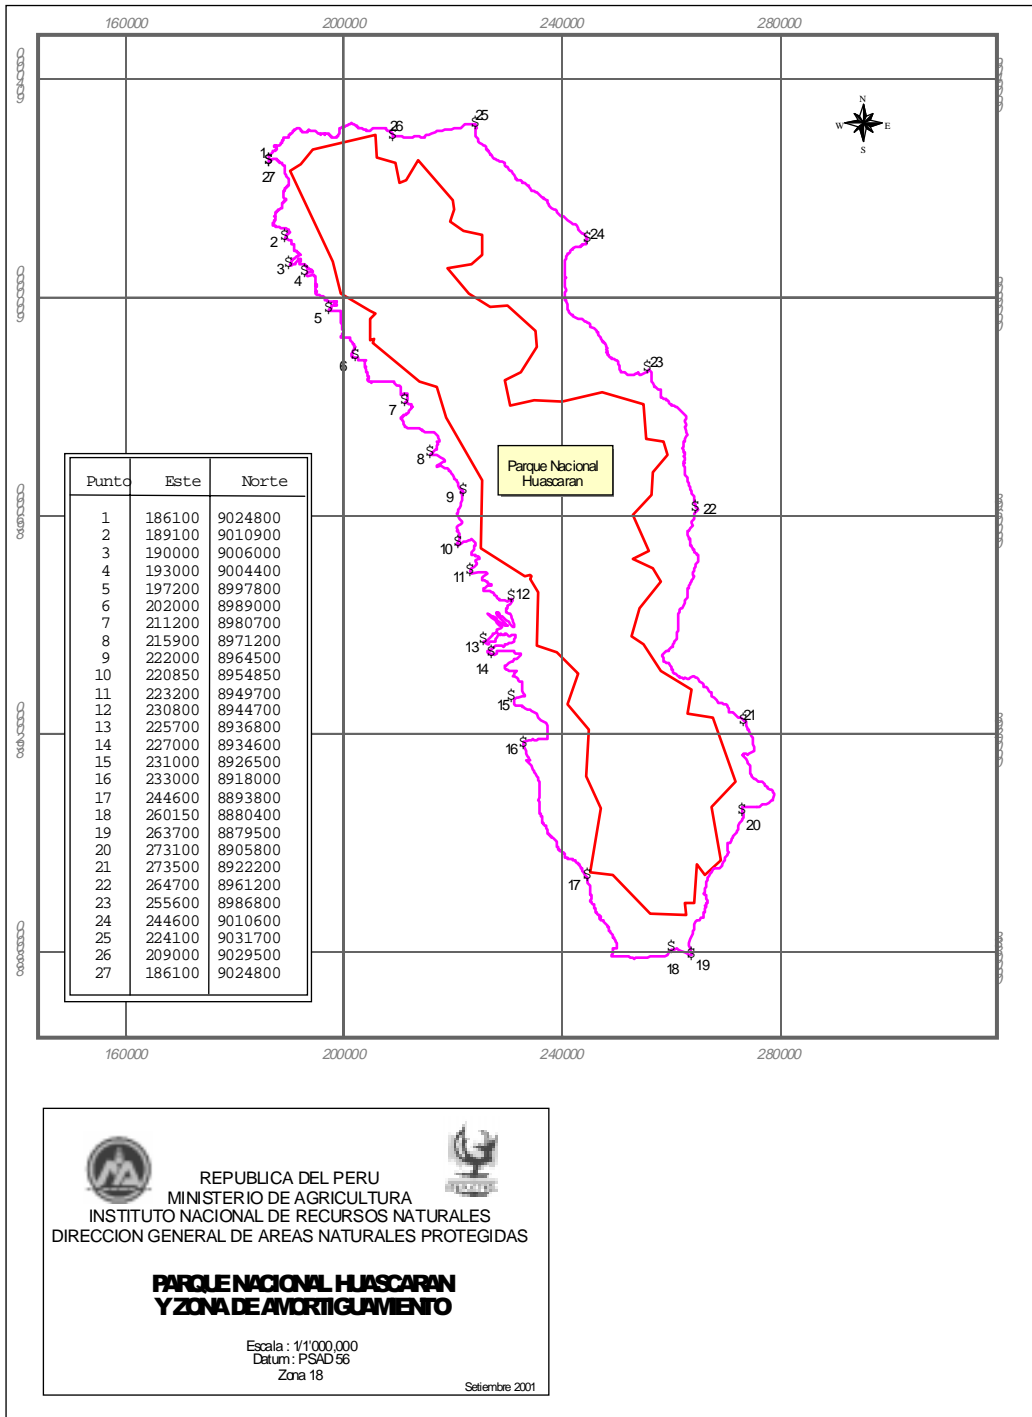 160000 200000 240000 280000
25
26
1
27
24
2
3
4
5
23
6
7
8
Parque Nacional
Huascaran
9
22
10
11
12
13
14
15
21
16
20
17
18 19
Punto Este Norte
1 186100 9024800
2 189100 9010900
3 190000 9006000
4 193000 9004400
5 197200 8997800
6 202000 8989000
7 211200 8980700
8 215900 8971200
9 222000 8964500
10 220850 8954850
11 223200 8949700
12 230800 8944700
13 225700 8936800
14 227000 8934600
15 231000 8926500
16 233000 8918000
17 244600 8893800
18 260150 8880400
19 263700 8879500
20 273100 8905800
21 273500 8922200
22 264700 8961200
23 255600 8986800
24 244600 9010600
25 224100 9031700
26 209000 9029500
27 186100 9024800
N
W E
S
160000 200000 240000 280000
REPUBLICA DEL PERU
MINISTERIO DE AGRICULTURA
INSTITUTO NACIONAL DE RECURSOS NATURALES
DIRECCION GENERAL DE AREAS NATURALES PROTEGIDAS
PARQUE NACIONAL HUASCARAN
Y ZONA DE AMORTIGUAMIENTO
Escala : 1/1'000,000
Datum : PSAD 56
Zona 18
Setiembre 2001